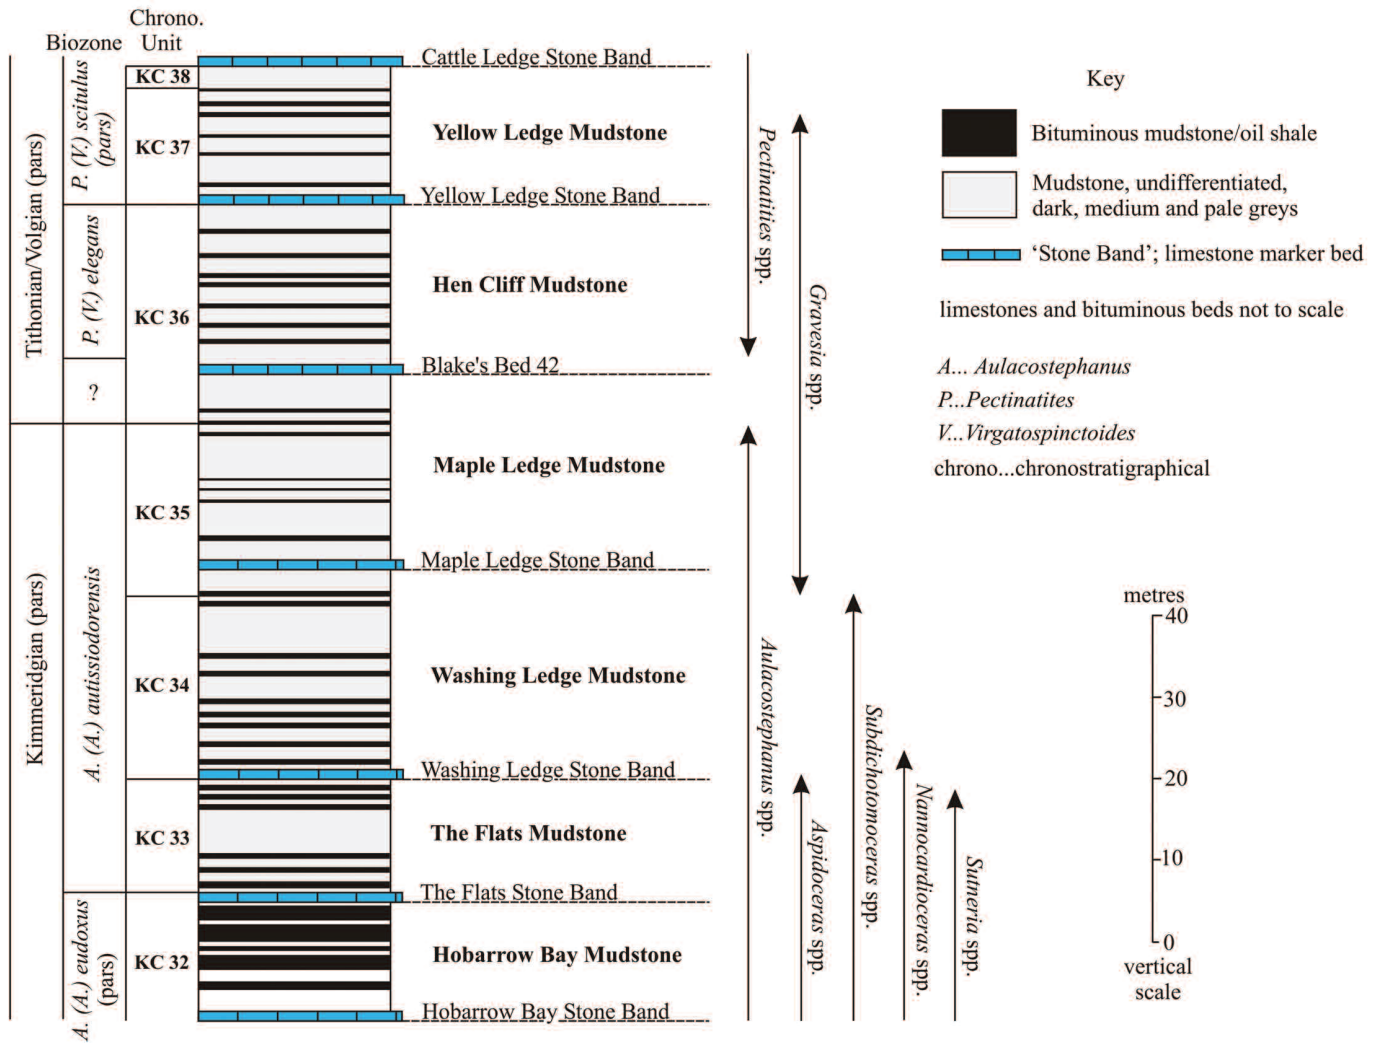 Chrono.
Biozone Unit
Cattle Ledge Stone Band
KC 38
P. (V.) scitulus
(pars)
KC 37
Yellow Ledge Mudstone
Yellow Ledge Stone Band
Tithonian/Volgian (pars)
P. (V.) elegans
KC 36
Hen Cliff Mudstone
Blake's Bed 42
?
Maple Ledge Mudstone
KC 35
Maple Ledge Stone Band
Kimmeridgian (pars)
A. (A.) autissiodorensis
KC 34
Washing Ledge Mudstone
Washing Ledge Stone Band
KC 33
The Flats Mudstone
The Flats Stone Band
A. (A.) eudoxus
(pars)
KC 32
Hobarrow Bay Mudstone
Hobarrow Bay Stone Band
Pectinatities spp.
Gravesia spp.
Aulacostephanus spp.
Aspidoceras spp.
Subdichotomoceras spp.
Nannocardioceras spp.
Sutneria spp.
Key
Bituminous mudstone/oil shale
Mudstone, undifferentiated,
dark, medium and pale greys
‘Stone Band’; limestone marker bed
limestones and bituminous beds not to scale
A... Aulacostephanus
P...Pectinatites
V...Virgatospinctoides
chrono...chronostratigraphical
metres
40
30
20
10
0
vertical
scale